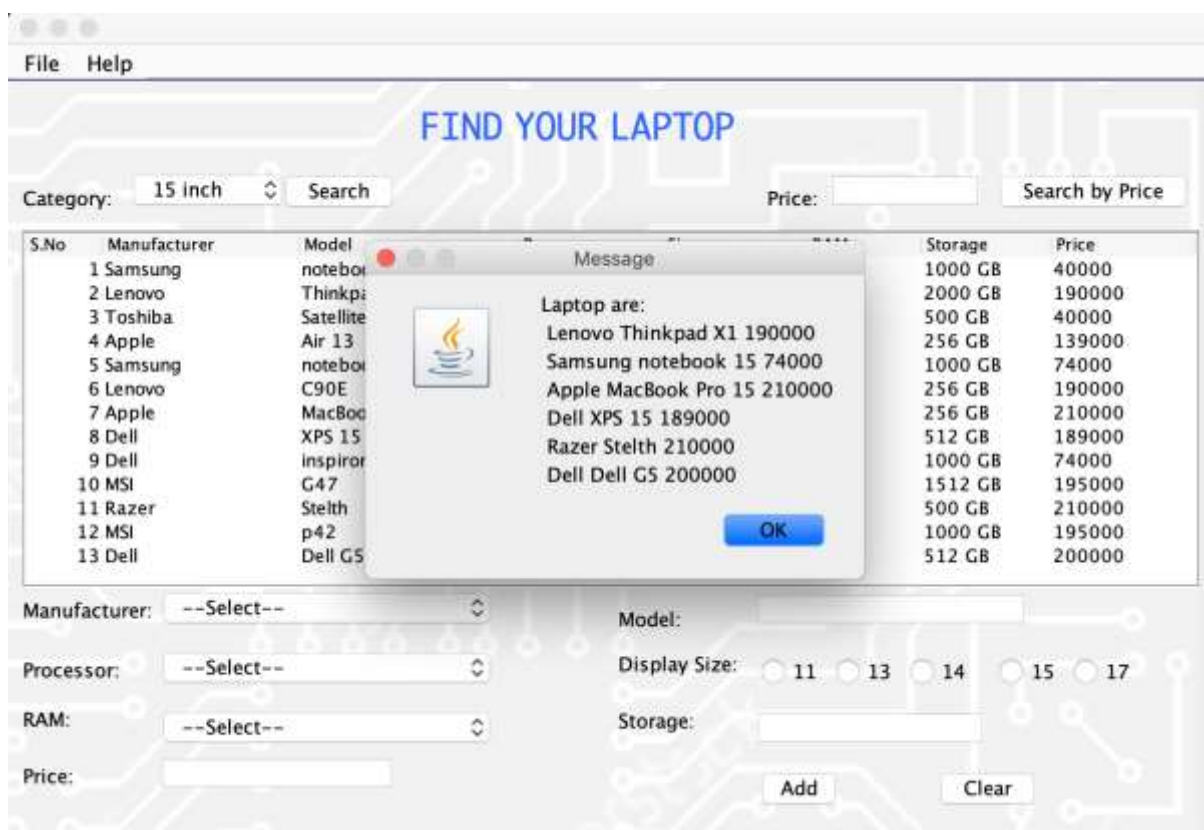 File Help
FIND YOUR LAPTOP
Category: 15 inch Search Price: Search by Price
S.No Manufacturer Model Storage Price
1 Samsung 1000 GB 40000
2 Lenovo 2000 GB 190000
3 Toshiba Satellite 500 GB 40000
4 Apple Air 13 256 GB 139000
5 Samsung 1000 GB 74000
6 Lenovo C90E 256 GB 190000
7 Apple 256 GB 210000
8 Dell XPS 15 512 GB 189000
9 Dell 1000 GB 74000
10 MSI G47 1512 GB 195000
11 Razer Stelth 500 GB 210000
12 MSI p42 1000 GB 195000
13 Dell Dell G5 512 GB 200000
Message
Laptop are:
Lenovo Thinkpad X1 190000
Samsung notebook 15 74000
Apple MacBook Pro 15 210000
Dell XPS 15 189000
Razer Stelth 210000
Dell Dell G5 200000
OK
Manufacturer: --Select-- Model:
Processor: --Select-- Display Size: 11 13 14 15 17
RAM: --Select-- Storage:
Price: Add Clear